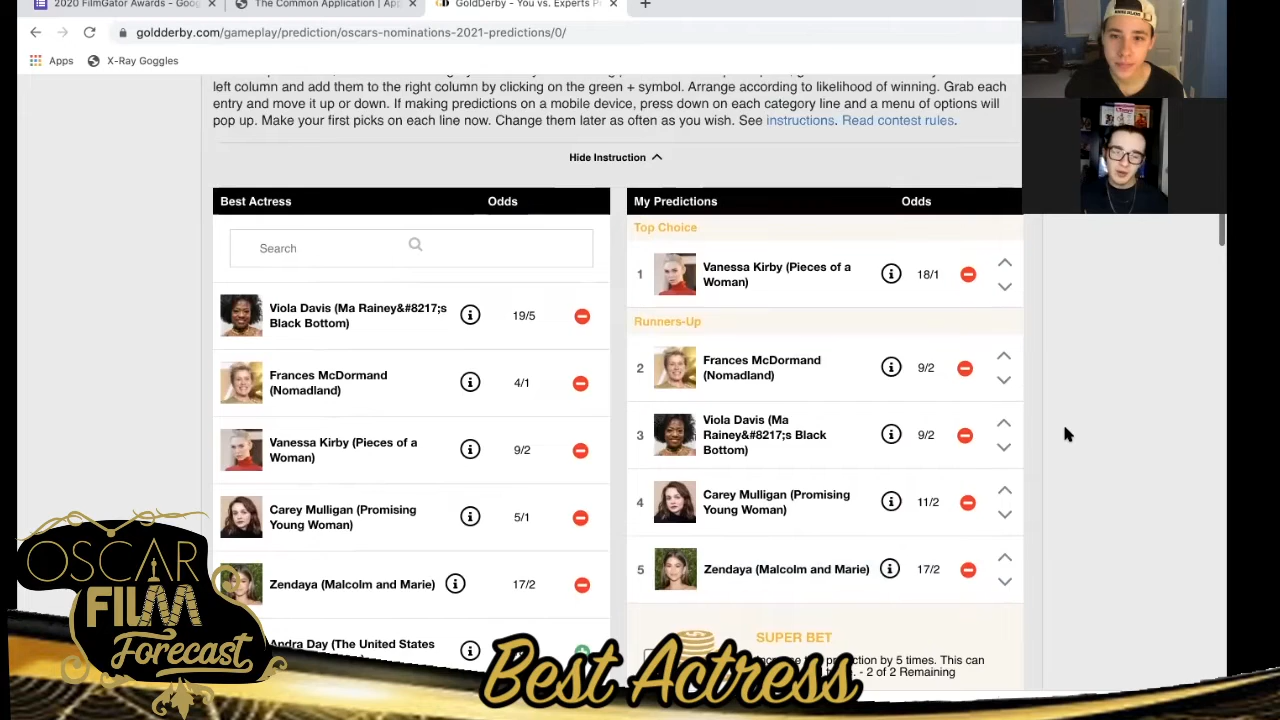 2020 FilmGator Awards - Goog
The Common Application | App
GoldDerby – You vs. Experts P
goldderby.com/gameplay/prediction/oscars-nominations-2021-predictions/0/
Apps
X-Ray Goggles
left column and add them to the right column by clicking on the green + symbol. Arrange according to likelihood of winning. Grab each
entry and move it up or down. If making predictions on a mobile device, press down on each category line and a menu of options will
pop up. Make your first picks on each line now. Change them later as often as you wish. See instructions. Read contest rules.
Hide Instruction
Best Actress Odds
Search
Viola Davis (Ma Rainey&#8217;s
Black Bottom)
19/5
Frances McDormand
(Nomadland)
4/1
Vanessa Kirby (Pieces of a
Woman)
9/2
Carey Mulligan (Promising
Young Woman)
5/1
Zendaya (Malcolm and Marie)
17/2
Andra Day (The United States
My Predictions Odds
Top Choice
1
Vanessa Kirby (Pieces of a
Woman)
18/1
Runners-Up
2
Frances McDormand
(Nomadland)
9/2
3
Viola Davis (Ma
Rainey&#8217;s Black
Bottom)
9/2
4
Carey Mulligan (Promising
Young Woman)
11/2
5
Zendaya (Malcolm and Marie)
17/2
SUPER BET
prediction by 5 times. This can
- 2 of 2 Remaining
OSCAR
FILM
Forecast
Best Actress